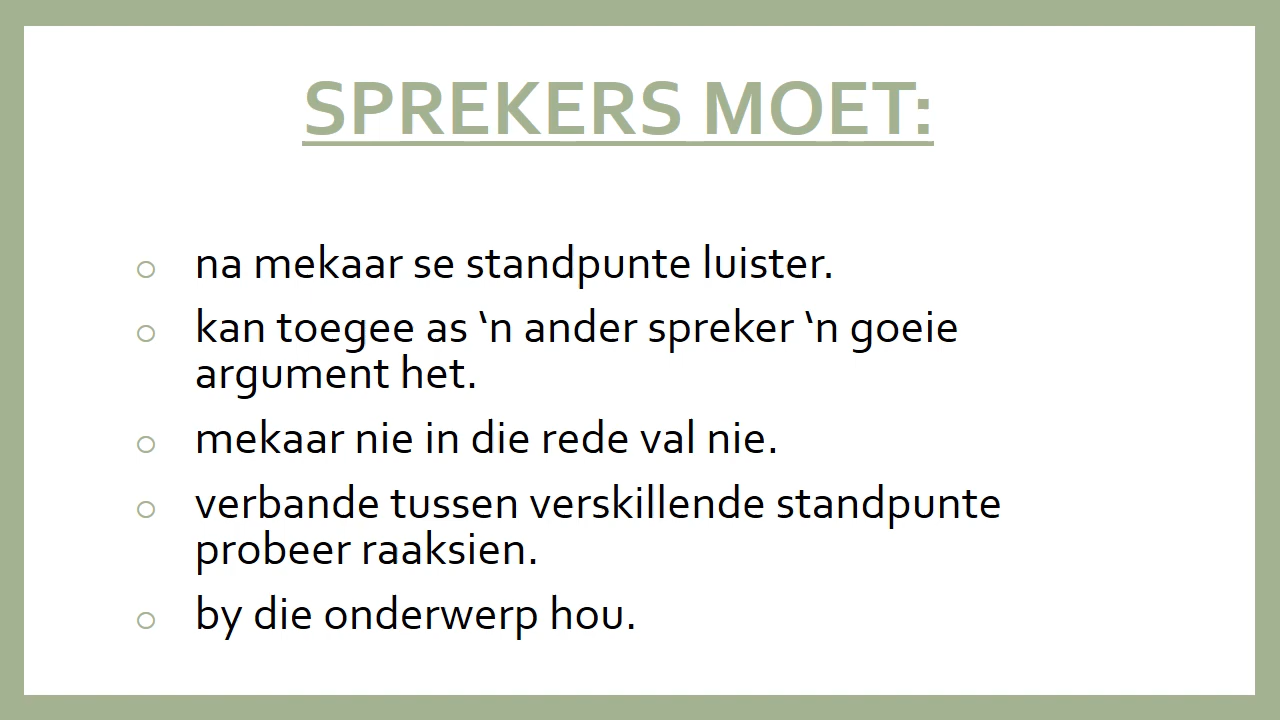 SPREKERS MOET:
o na mekaar se standpunte luister.
o kan toegee as ‘n ander spreker ‘n goeie
argument het.
o mekaar nie in die rede val nie.
o verbande tussen verskillende standpunte
probeer raaksien.
o by die onderwerp hou.